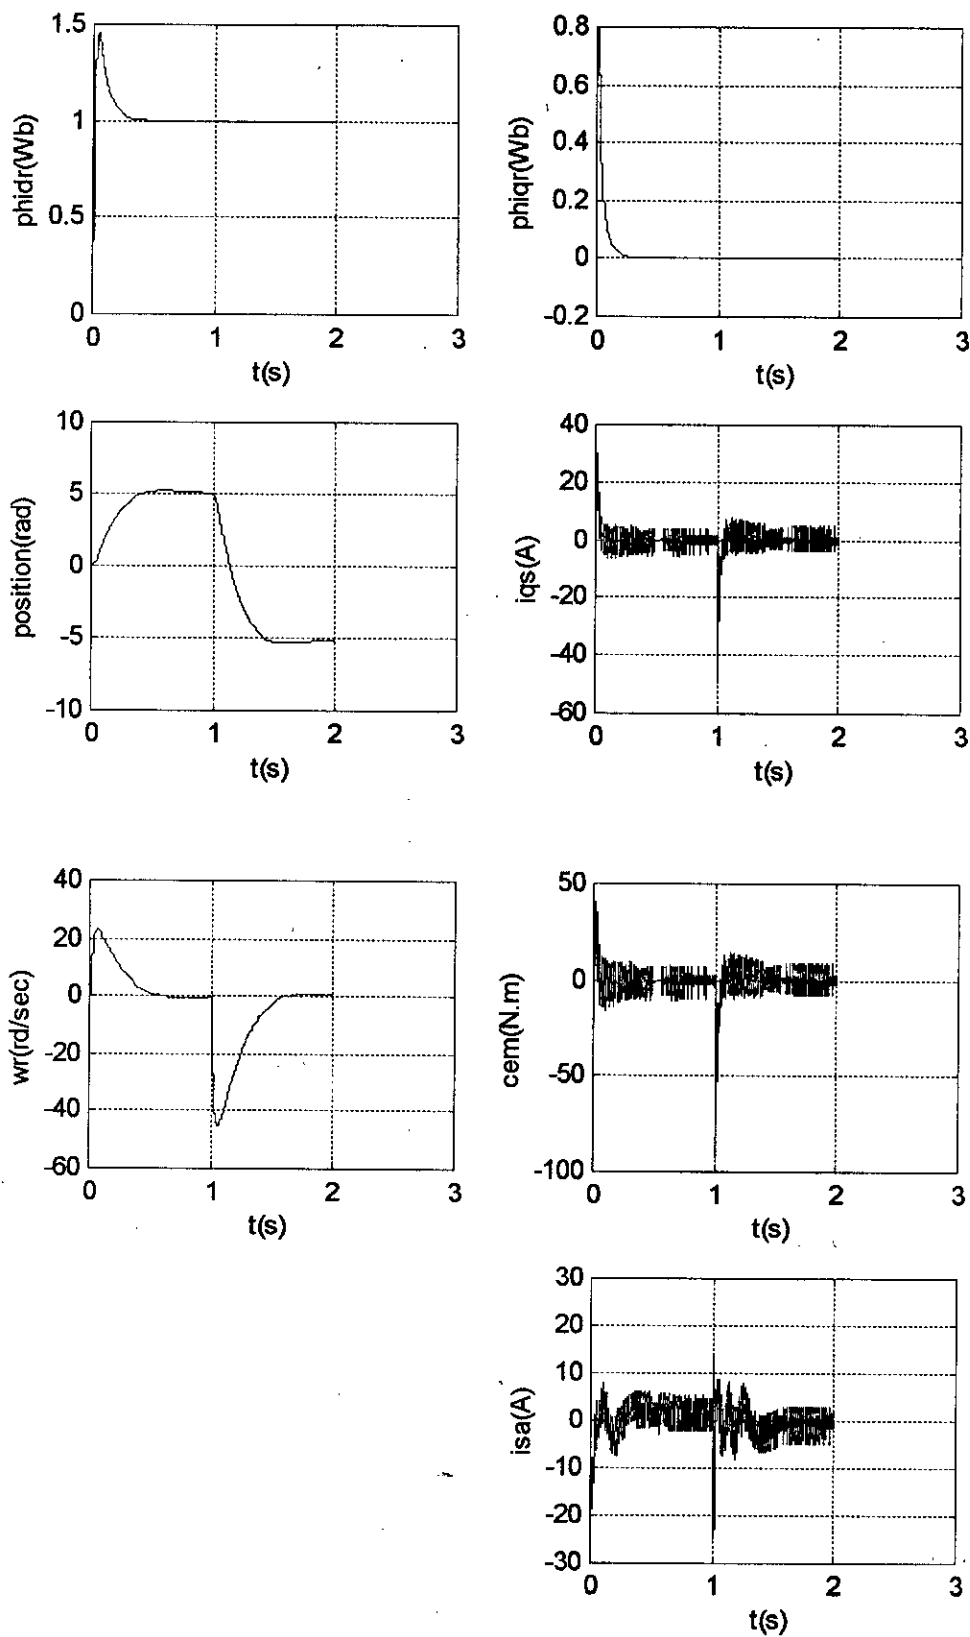 1.5
1
0.5
0
phidr(Wb)
0 1 2 3
t(s)
0.8
0.6
0.4
0.2
0
-0.2
phiqr(Wb)
0 1 2 3
t(s)
10
5
0
-5
-10
position(rad)
0 1 2 3
t(s)
40
20
0
-20
-40
-60
iqs(A)
0 1 2 3
t(s)
40
20
0
-20
-40
-60
wr(rd/sec)
0 1 2 3
t(s)
50
0
-50
-100
cem(N.m)
0 1 2 3
t(s)
30
20
10
0
-10
-20
-30
isa(A)
0 1 2 3
t(s)